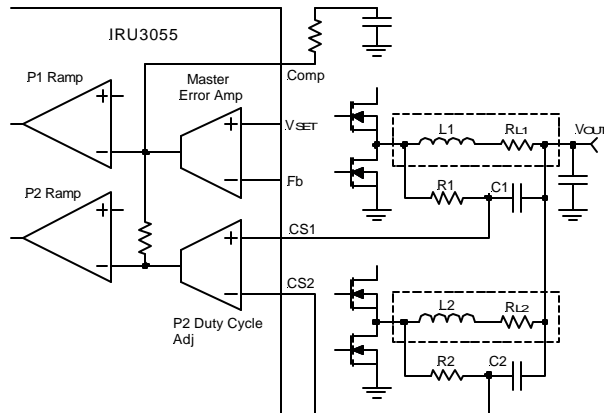 IRU3055
Comp
P1 Ramp
Master
Error Amp
VSET
Fb
L1
RL1
VOUT
R1
C1
P2 Ramp
CS1
CS2
P2 Duty Cycle
Adj
L2
RL2
R2
C2
+
−
+
−
+
−
+
−